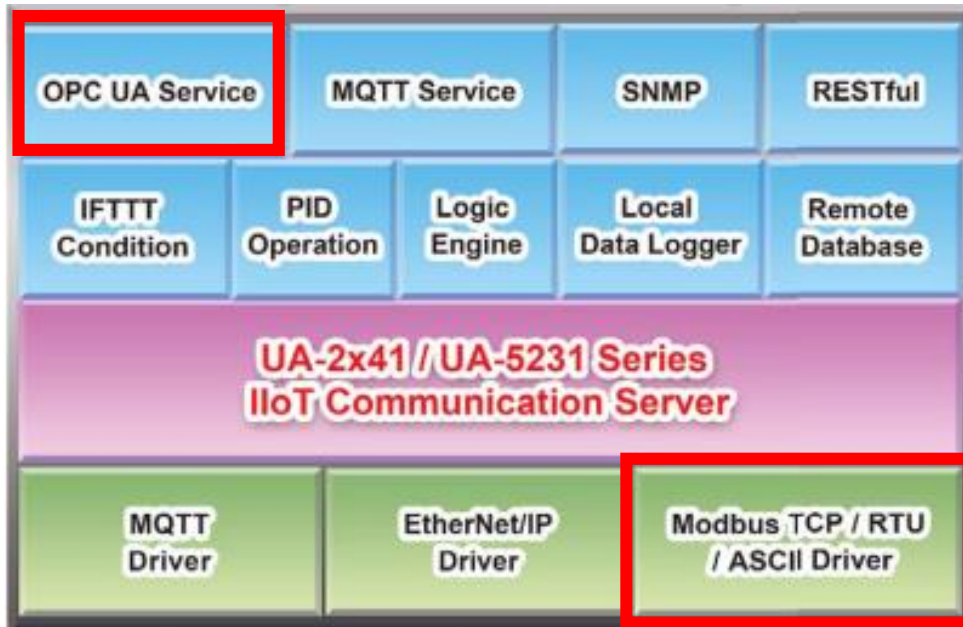 OPC UA Service
MQTT Service
SNMP
RESTful
IFTTT
Condition
PID
Operation
Logic
Engine
Local
Data Logger
Remote
Database
UA-2x41 / UA-5231 Series
IIoT Communication Server
MQTT
Driver
EtherNet/IP
Driver
Modbus TCP / RTU
/ ASCII Driver